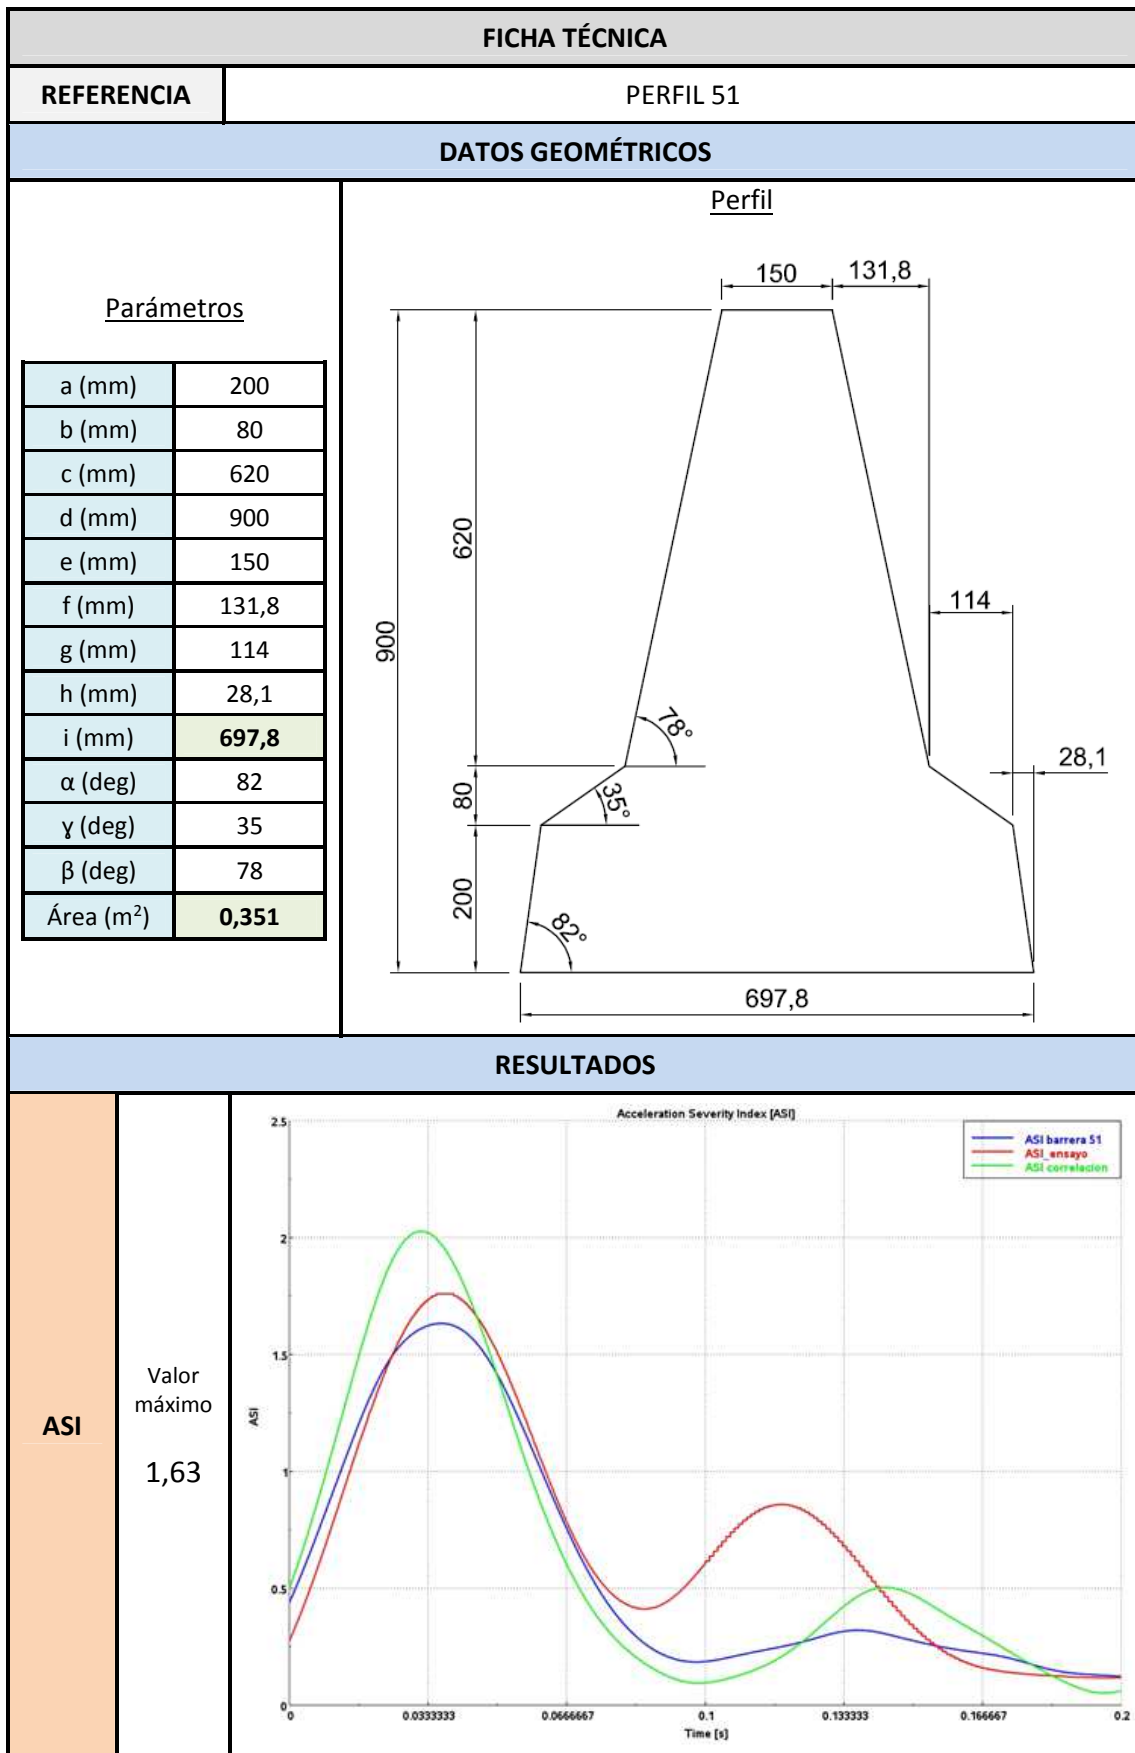 FICHA TÉCNICA
REFERENCIA PERFIL 51
DATOS GEOMÉTRICOS
Parámetros
a (mm) 200
b (mm) 80
c (mm) 620
d (mm) 900
e (mm) 150
f (mm) 131,8
g (mm) 114
h (mm) 28,1
i (mm) 697,8
α (deg) 82
ɣ (deg) 35
β (deg) 78
Área (m²) 0,351
Perfil
150 131,8
620
900
114
78°
28,1
80
35°
200
82°
697,8
RESULTADOS
ASI
Valor
máximo
1,63
Acceleration Severity Index [ASI]
ASI barrera 51
ASI_ensayo
ASI correlacion
2.5
2
1.5
1
0.5
0
ASI
0 0.0333333 0.0666667 0.1 0.133333 0.166667 0.2
Time [s]